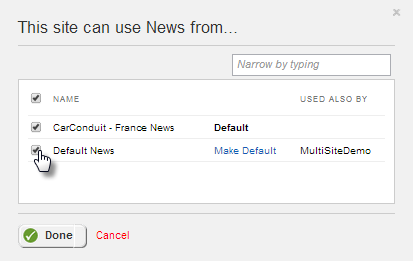 This site can use News from...
Narrow by typing
NAME USED ALSO BY
CarConduit - France News Default
Default News Make Default MultiSiteDemo
Done Cancel